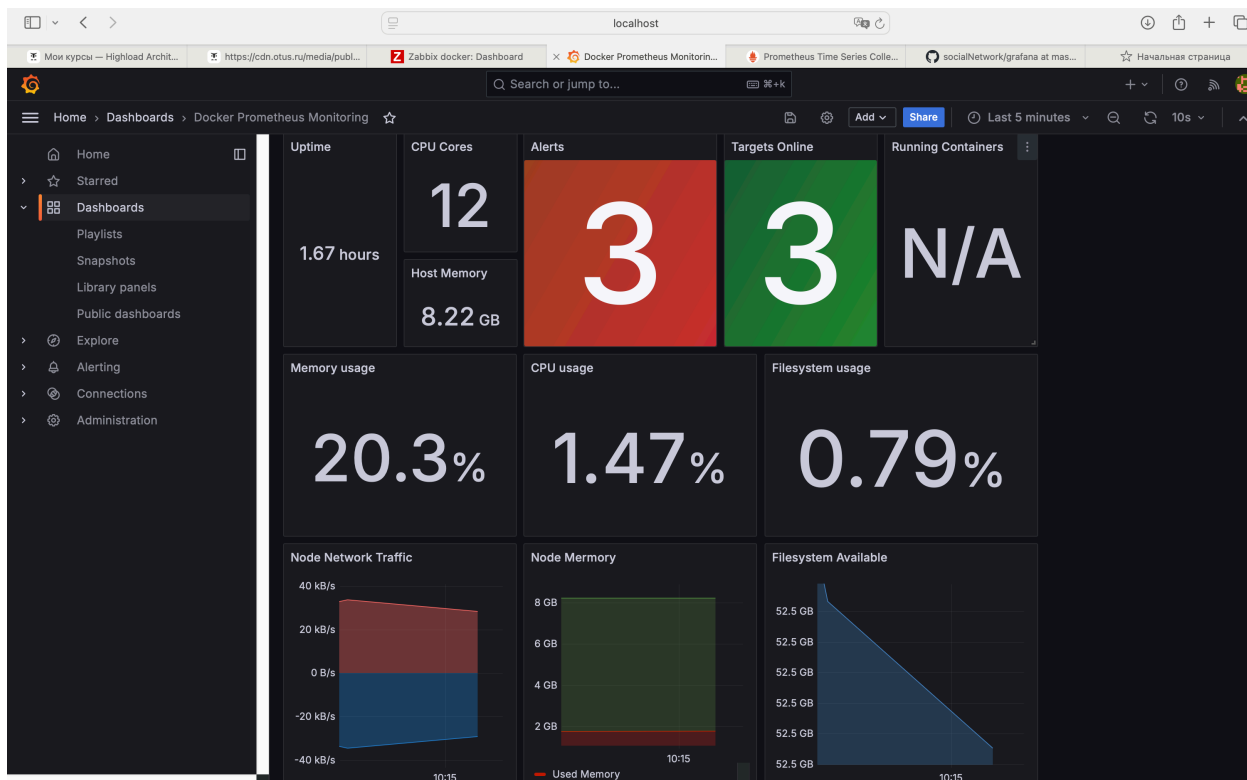 localhost
Мои курсы — Highload Archit...
https://cdn.otus.ru/media/publ...
Z Zabbix docker: Dashboard
Docker Prometheus Monitorin...
Prometheus Time Series Colle...
socialNetwork/grafana at mas...
Начальная страница
Search or jump to...
⌘+k
Home › Dashboards › Docker Prometheus Monitoring
Add
Share
Last 5 minutes
10s
Home
Starred
Dashboards
Playlists
Snapshots
Library panels
Public dashboards
Explore
Alerting
Connections
Administration
Uptime
1.67 hours
CPU Cores
12
Host Memory
8.22 GB
Alerts
3
Targets Online
3
Running Containers
N/A
Memory usage
20.3%
CPU usage
1.47%
Filesystem usage
0.79%
Node Network Traffic
40 kB/s
20 kB/s
0 B/s
-20 kB/s
-40 kB/s
10:15
Node Mermory
8 GB
6 GB
4 GB
2 GB
10:15
Used Memory
Filesystem Available
52.5 GB
52.5 GB
52.5 GB
52.5 GB
52.5 GB
52.5 GB
10:15